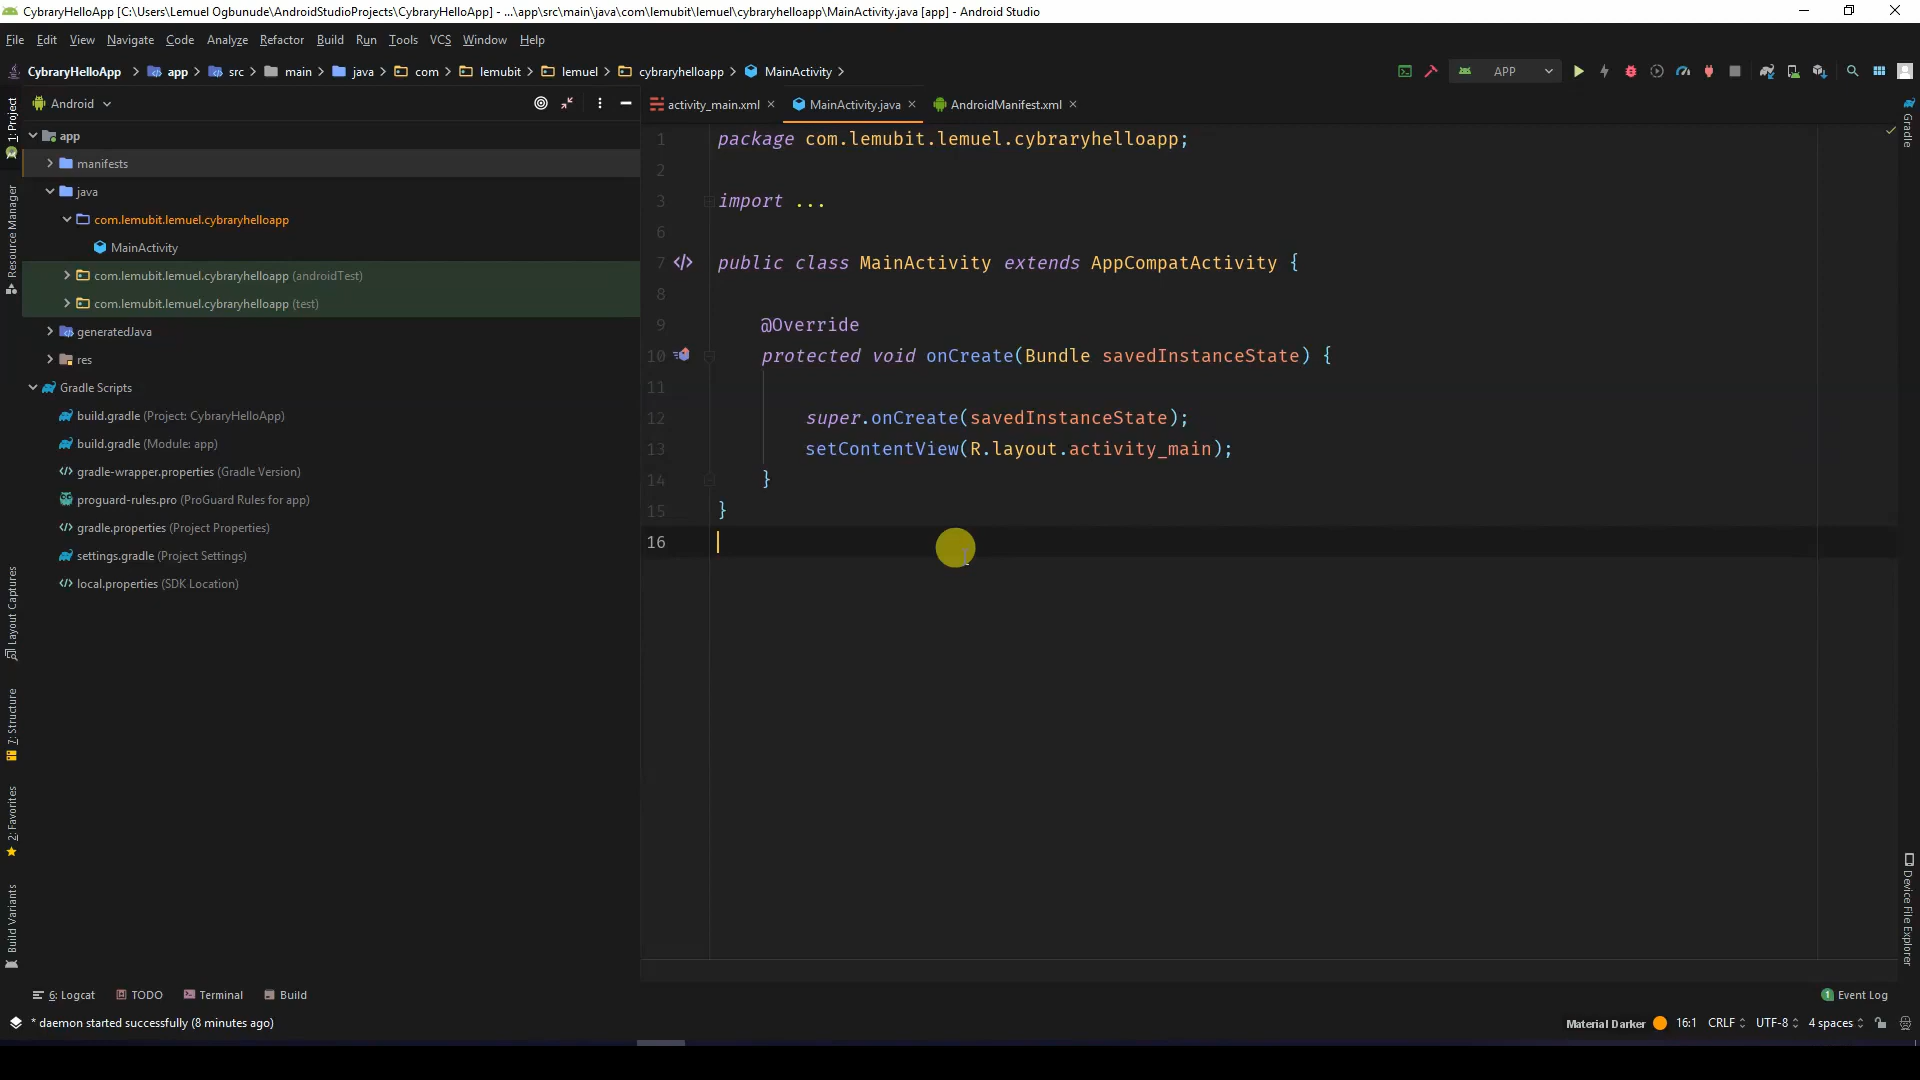 CybraryHelloApp [C:\Users\Lemuel Ogbunude\AndroidStudioProjects\CybraryHelloApp] - ...\app\src\main\java\com\lemubit\lemuel\cybraryhelloapp\MainActivity.java [app] - Android Studio
File Edit View Navigate Code Analyze Refactor Build Run Tools VCS Window Help
CybraryHelloApp app src main java com lemubit lemuel cybraryhelloapp MainActivity
APP
Android
activity_main.xml MainActivity.java AndroidManifest.xml
1: Project
Resource Manager
Layout Captures
7: Structure
2: Favorites
Build Variants
app
manifests
java
com.lemubit.lemuel.cybraryhelloapp
MainActivity
com.lemubit.lemuel.cybraryhelloapp (androidTest)
com.lemubit.lemuel.cybraryhelloapp (test)
generatedJava
res
Gradle Scripts
build.gradle (Project: CybraryHelloApp)
build.gradle (Module: app)
gradle-wrapper.properties (Gradle Version)
proguard-rules.pro (ProGuard Rules for app)
gradle.properties (Project Properties)
settings.gradle (Project Settings)
local.properties (SDK Location)
1 package com.lemubit.lemuel.cybraryhelloapp;
2
3 import ...
6
7 public class MainActivity extends AppCompatActivity {
8
9 @Override
10 protected void onCreate(Bundle savedInstanceState) {
11
12 super.onCreate(savedInstanceState);
13 setContentView(R.layout.activity_main);
14 }
15 }
16
Gradle
Device File Explorer
6: Logcat TODO Terminal Build
1 Event Log
* daemon started successfully (8 minutes ago)
Material Darker 16:1 CRLF UTF-8 4 spaces